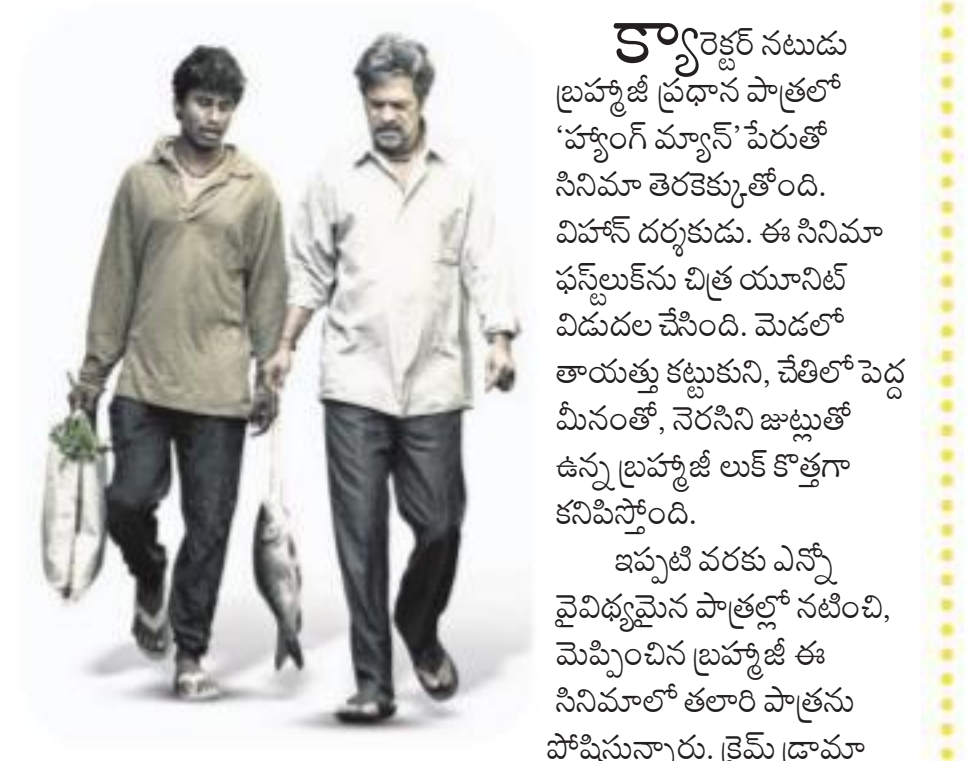 క్యారెక్టర్ నటుడు
బ్రహ్మాజీ ప్రధాన పాత్రలో
‘హ్యాంగ్ మ్యాన్’ పేరుతో
సినిమా తెరకెక్కుతోంది.
విహాన్ దర్శకుడు. ఈ సినిమా
ఫస్ట్‌లుక్‌ను చిత్ర యూనిట్
విడుదల చేసింది. మెడలో
తాయత్తు కట్టుకుని, చేతిలో పెద్ద
మీనంతో, నెరసిని జుట్లుతో
ఉన్న బ్రహ్మాజీ లుక్ కొత్తగా
కనిపిస్తోంది.
ఇప్పటి వరకు ఎన్నో
వైవిధ్యమైన పాత్రల్లో నటించి,
మెప్పించిన బ్రహ్మాజీ ఈ
సినిమాలో తలారి పాత్రను
పోషిస్తున్నారు. క్రైమ్ డ్రామా